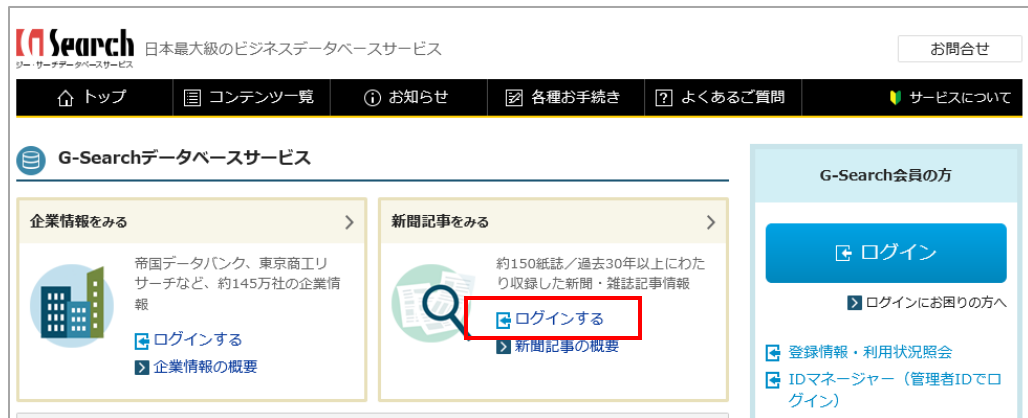 G Search 日本最大級のビジネスデータベースサービス
ジー・サーチデータベースサービス
お問合せ
トップ
コンテンツ一覧
お知らせ
各種お手続き
よくあるご質問
サービスについて
G-Searchデータベースサービス
企業情報をみる
帝国データバンク、東京商工リ
サーチなど、約145万社の企業情
報
ログインする
企業情報の概要
新聞記事をみる
約150紙誌／過去30年以上にわた
り収録した新聞・雑誌記事情報
ログインする
新聞記事の概要
G-Search会員の方
ログイン
ログインにお困りの方へ
登録情報・利用状況照会
IDマネージャー（管理者IDでロ
グイン）